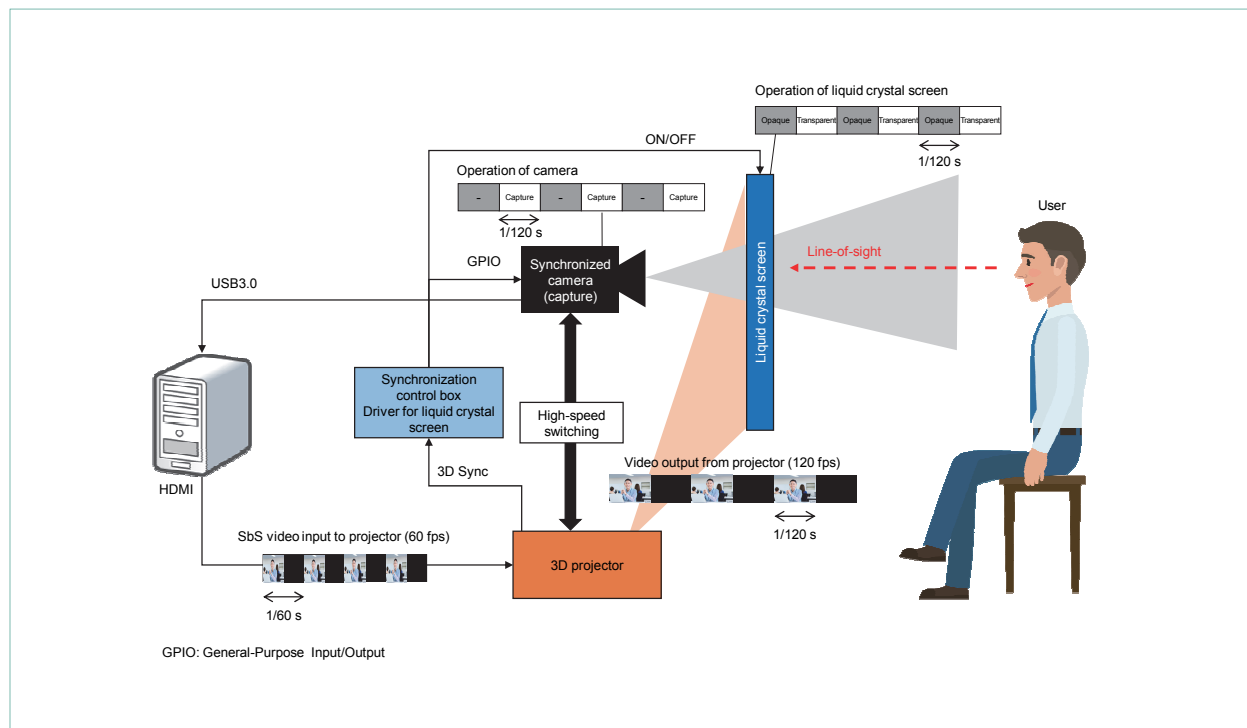 Operation of liquid crystal screen
Opaque Transparent Opaque Transparent Opaque Transparent
1/120 s
ON/OFF
Operation of camera
- Capture - Capture - Capture
1/120 s
User
GPIO
Synchronized
camera
(capture)
Liquid crystal screen
Line-of-sight
USB3.0
Synchronization
control box
Driver for liquid crystal
screen
High-speed
switching
3D Sync
Video output from projector (120 fps)
1/120 s
HDMI
SbS video input to projector (60 fps)
1/60 s
3D projector
GPIO: General-Purpose Input/Output